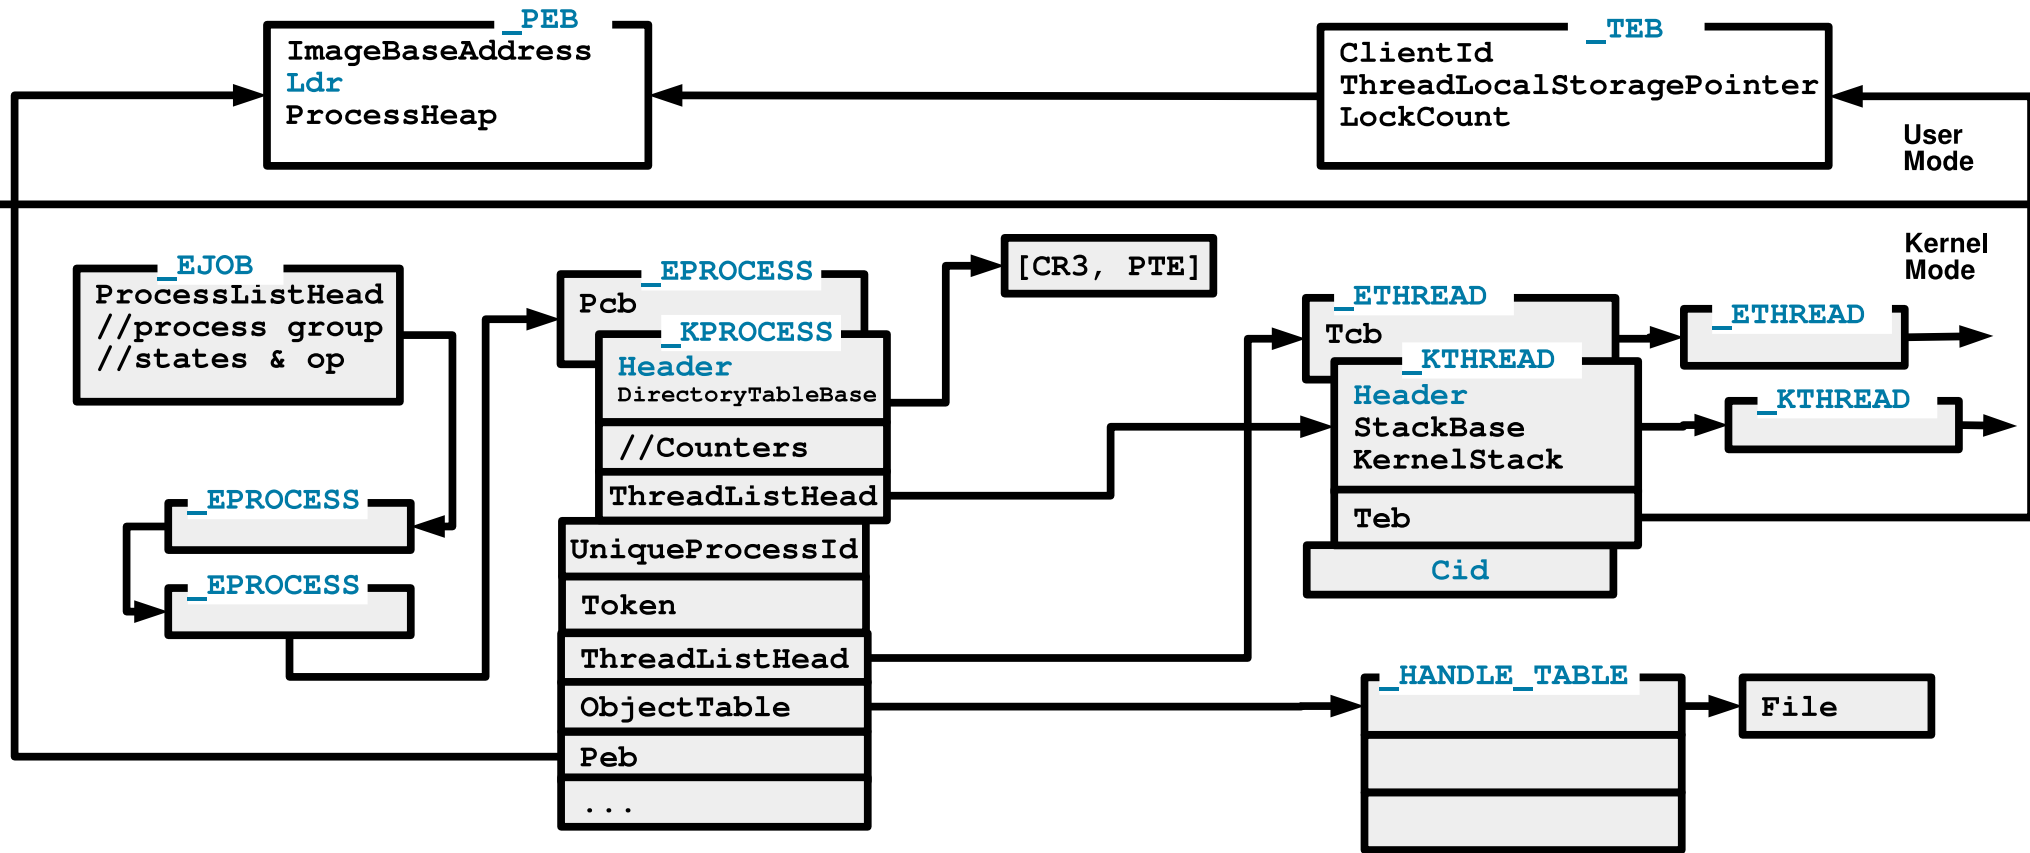 _PEB
ImageBaseAddress
Ldr
ProcessHeap
_TEB
ClientId
ThreadLocalStoragePointer
LockCount
User
Mode
Kernel
Mode
_EJOB
ProcessListHead
//process group
//states & op
_EPROCESS
_EPROCESS
_EPROCESS
Pcb
_KPROCESS
Header
DirectoryTableBase
//Counters
ThreadListHead
UniqueProcessId
Token
ThreadListHead
ObjectTable
Peb
...
[CR3, PTE]
_ETHREAD
Tcb
_KTHREAD
Header
StackBase
KernelStack
Teb
Cid
_ETHREAD
_KTHREAD
_HANDLE_TABLE
File